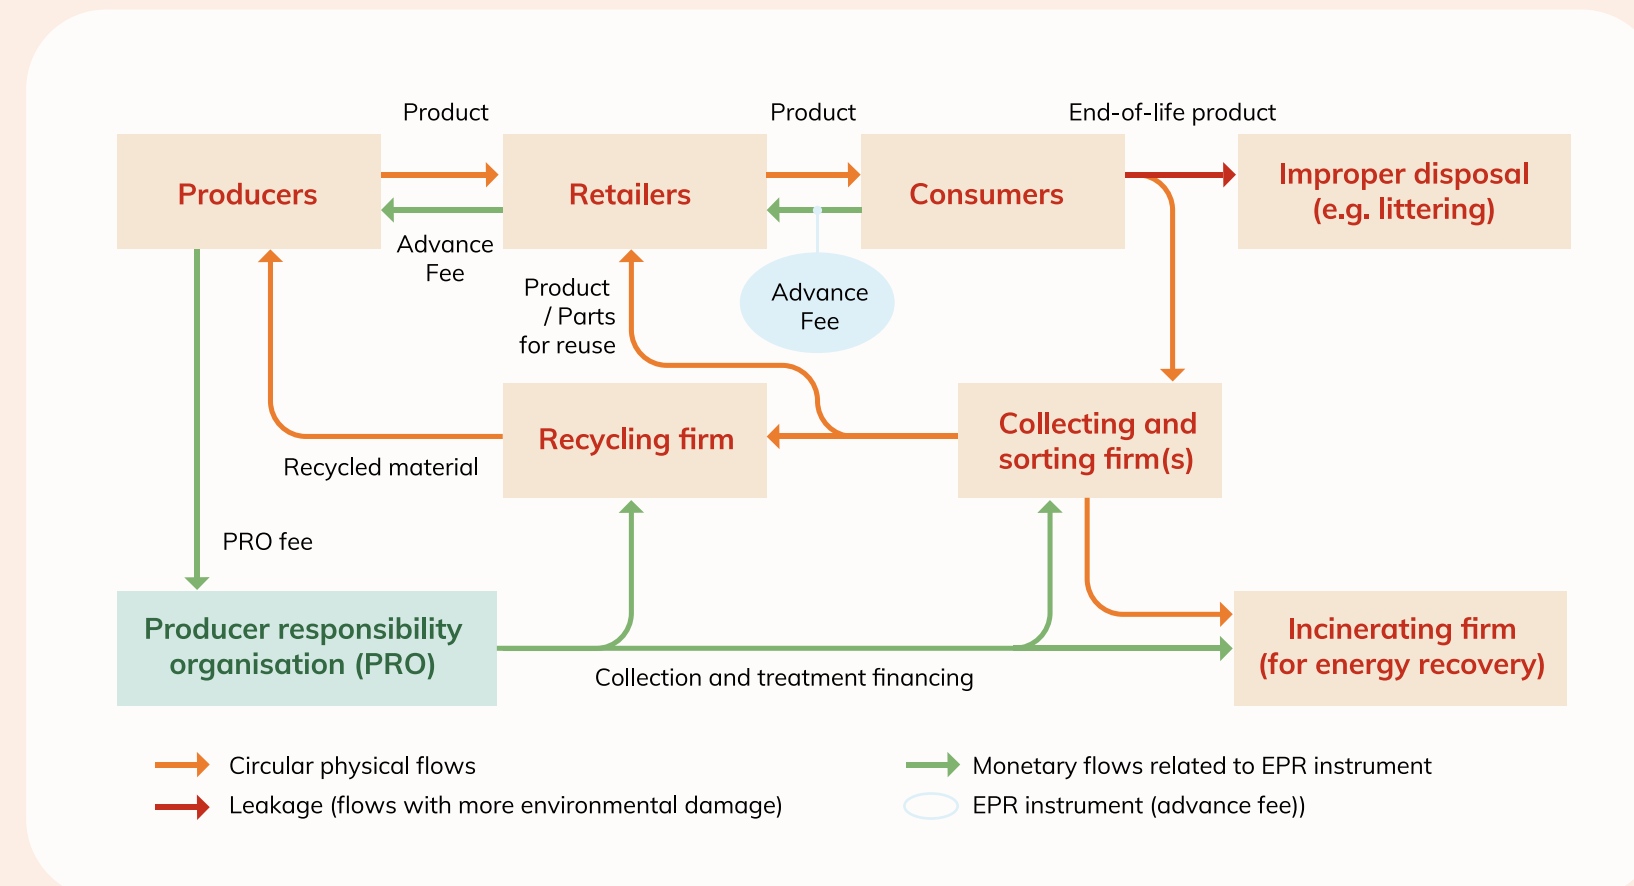 Product
Product
End-of-life product
Producers
Retailers
Consumers
Improper disposal
(e.g. littering)
Advance
Fee
Product
/ Parts
for reuse
Advance
Fee
Recycling firm
Collecting and
sorting firm(s)
Recycled material
PRO fee
Producer responsibility
organisation (PRO)
Collection and treatment financing
Incinerating firm
(for energy recovery)
Circular physical flows
Monetary flows related to EPR instrument
Leakage (flows with more environmental damage)
EPR instrument (advance fee))